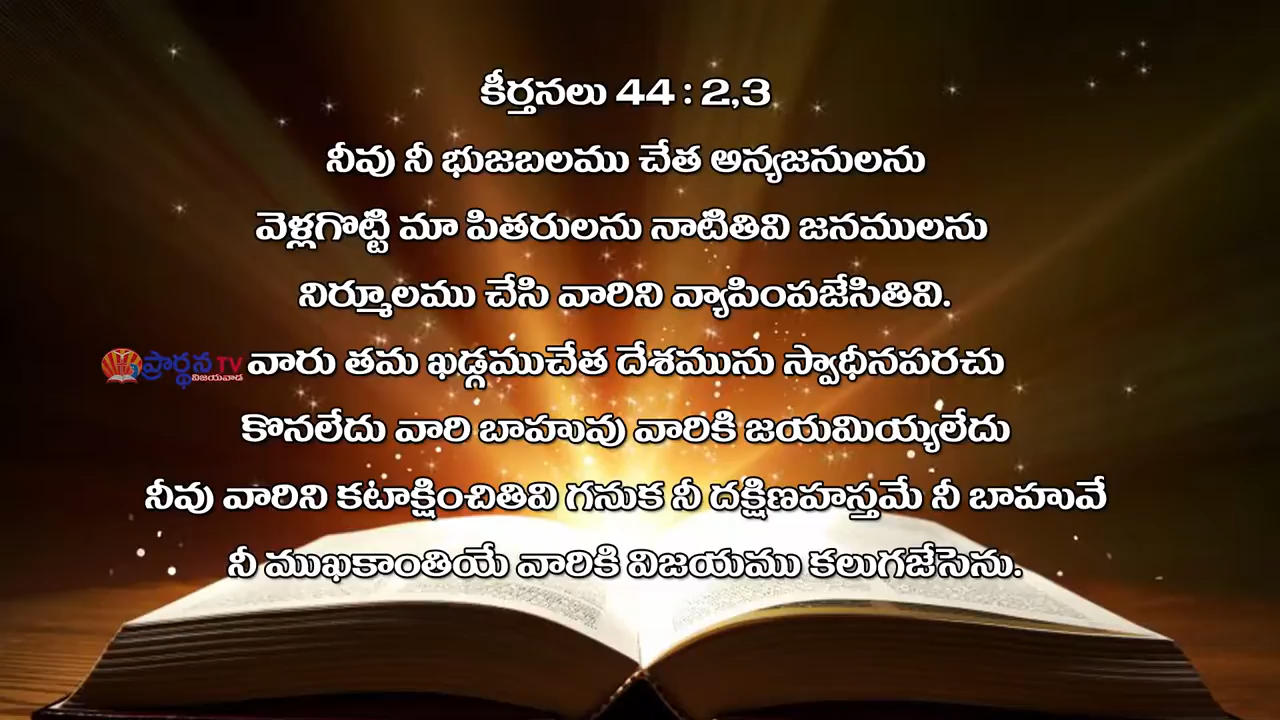 కీర్తనలు 44 : 2,3
నీవు నీ భుజబలము చేత అన్యజనులను
వెళ్లగొట్టి మా పితరులను నాటితివి జనములను
నిర్మూలము చేసి వారిని వ్యాపింపజేసితివి.
ప్రార్థన TV
విజయవాడ
వారు తమ ఖడ్గముచేత దేశమును స్వాధీనపరచు
కొనలేదు వారి బాహువు వారికి జయమియ్యలేదు
నీవు వారిని కటాక్షించితివి గనుక నీ దక్షిణహస్తమే నీ బాహువే
నీ ముఖకాంతియే వారికి విజయము కలుగజేసెను.